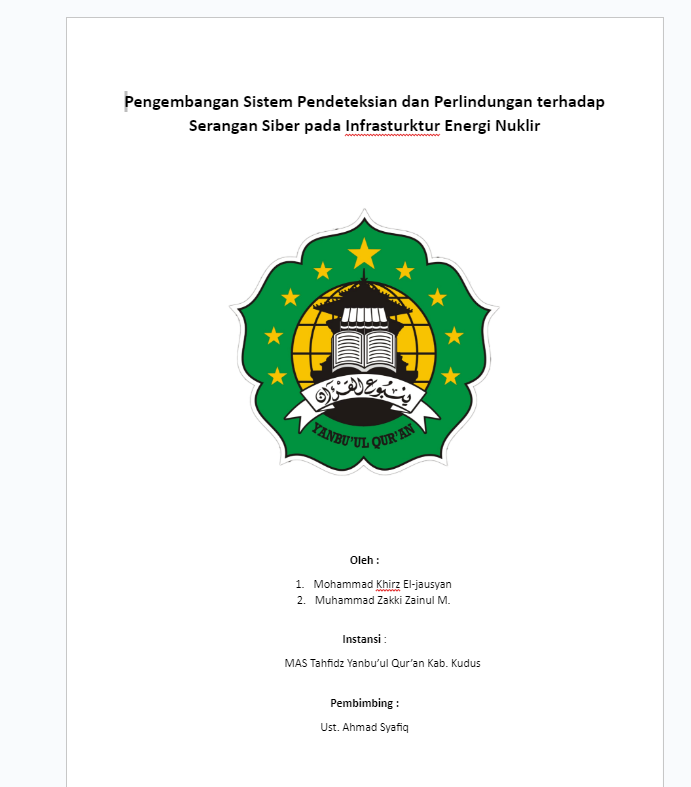 Pengembangan Sistem Pendeteksian dan Perlindungan terhadap
Serangan Siber pada Infrasturktur Energi Nuklir
ينبوع القرآن
YANBU'UL QUR'AN
Oleh :
1. Mohammad Khirz El-jausyan
2. Muhammad Zakki Zainul M.
Instansi :
MAS Tahfidz Yanbu’ul Qur’an Kab. Kudus
Pembimbing :
Ust. Ahmad Syafiq